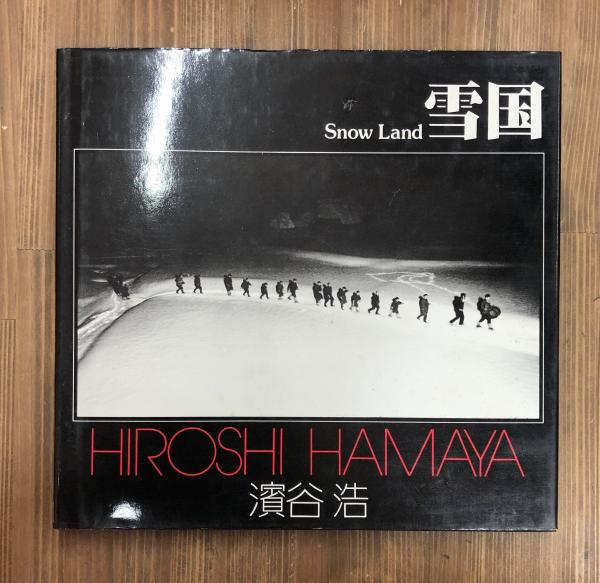 Snow Land 雪国
HIROSHI HAMAYA
濱谷 浩